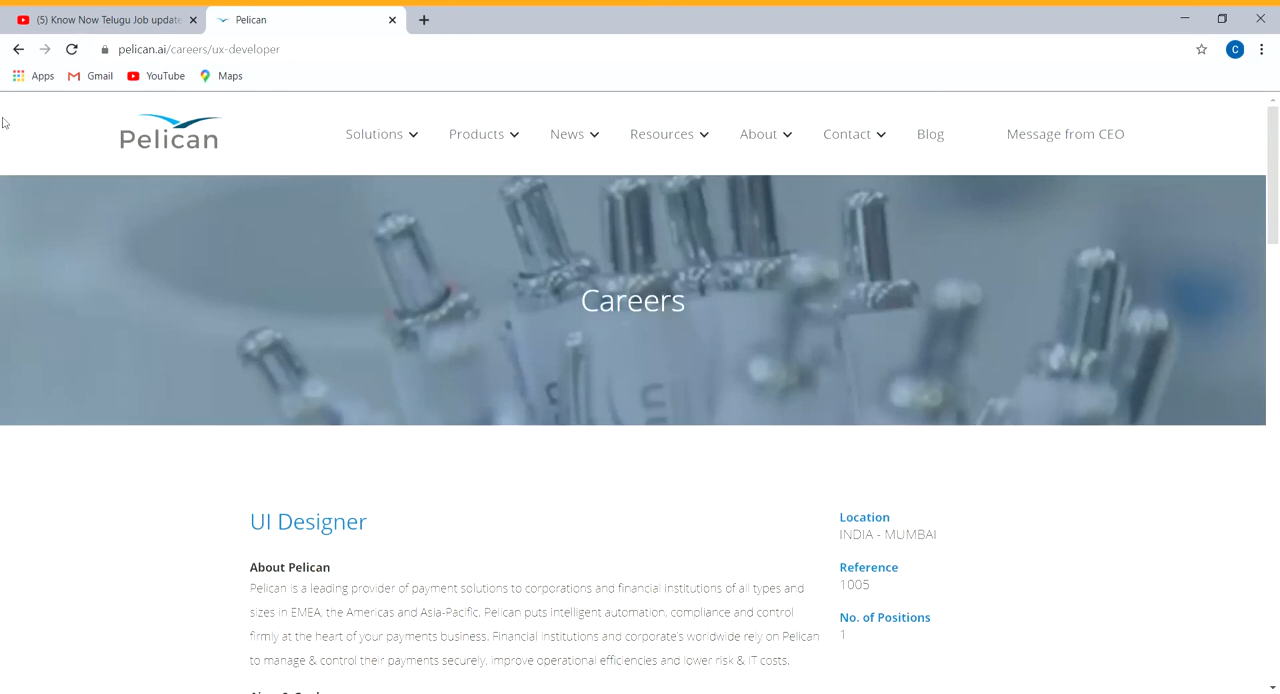 (5) Know Now Telugu Job update
Pelican
pelican.ai/careers/ux-developer
Apps
Gmail
YouTube
Maps
Pelican
Solutions
Products
News
Resources
About
Contact
Blog
Message from CEO
Careers
UI Designer
About Pelican
Pelican is a leading provider of payment solutions to corporations and financial institutions of all types and
sizes in EMEA, the Americas and Asia-Pacific. Pelican puts intelligent automation, compliance and control
firmly at the heart of your payments business. Financial institutions and corporate's worldwide rely on Pelican
to manage & control their payments securely, improve operational efficiencies and lower risk & IT costs.
Location
INDIA - MUMBAI
Reference
1005
No. of Positions
1